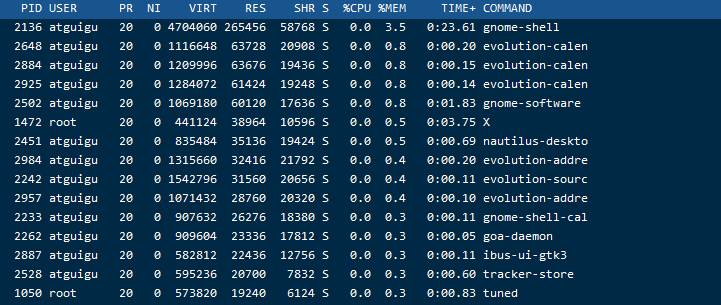 PID USER PR NI VIRT RES SHR S %CPU %MEM TIME+ COMMAND
2136 atguigu 20 0 4704060 265456 58768 S 0.0 3.5 0:23.61 gnome-shell
2648 atguigu 20 0 1116648 63728 20908 S 0.0 0.8 0:00.20 evolution-calen
2884 atguigu 20 0 1209996 63676 19436 S 0.0 0.8 0:00.15 evolution-calen
2925 atguigu 20 0 1284072 61424 19248 S 0.0 0.8 0:00.14 evolution-calen
2502 atguigu 20 0 1069180 60120 17636 S 0.0 0.8 0:01.83 gnome-software
1472 root 20 0 441124 38964 10596 S 0.0 0.5 0:03.75 X
2451 atguigu 20 0 835484 35136 19424 S 0.0 0.5 0:00.69 nautilus-deskto
2984 atguigu 20 0 1315660 32416 21792 S 0.0 0.4 0:00.20 evolution-addre
2242 atguigu 20 0 1542796 31560 20656 S 0.0 0.4 0:00.11 evolution-sourc
2957 atguigu 20 0 1071432 28760 20320 S 0.0 0.4 0:00.10 evolution-addre
2233 atguigu 20 0 907632 26276 18380 S 0.0 0.3 0:00.11 gnome-shell-cal
2262 atguigu 20 0 909604 23336 17812 S 0.0 0.3 0:00.05 goa-daemon
2887 atguigu 20 0 582812 22436 12756 S 0.0 0.3 0:00.11 ibus-ui-gtk3
2528 atguigu 20 0 595236 20700 7832 S 0.0 0.3 0:00.60 tracker-store
1050 root 20 0 573820 19240 6124 S 0.0 0.3 0:00.83 tuned